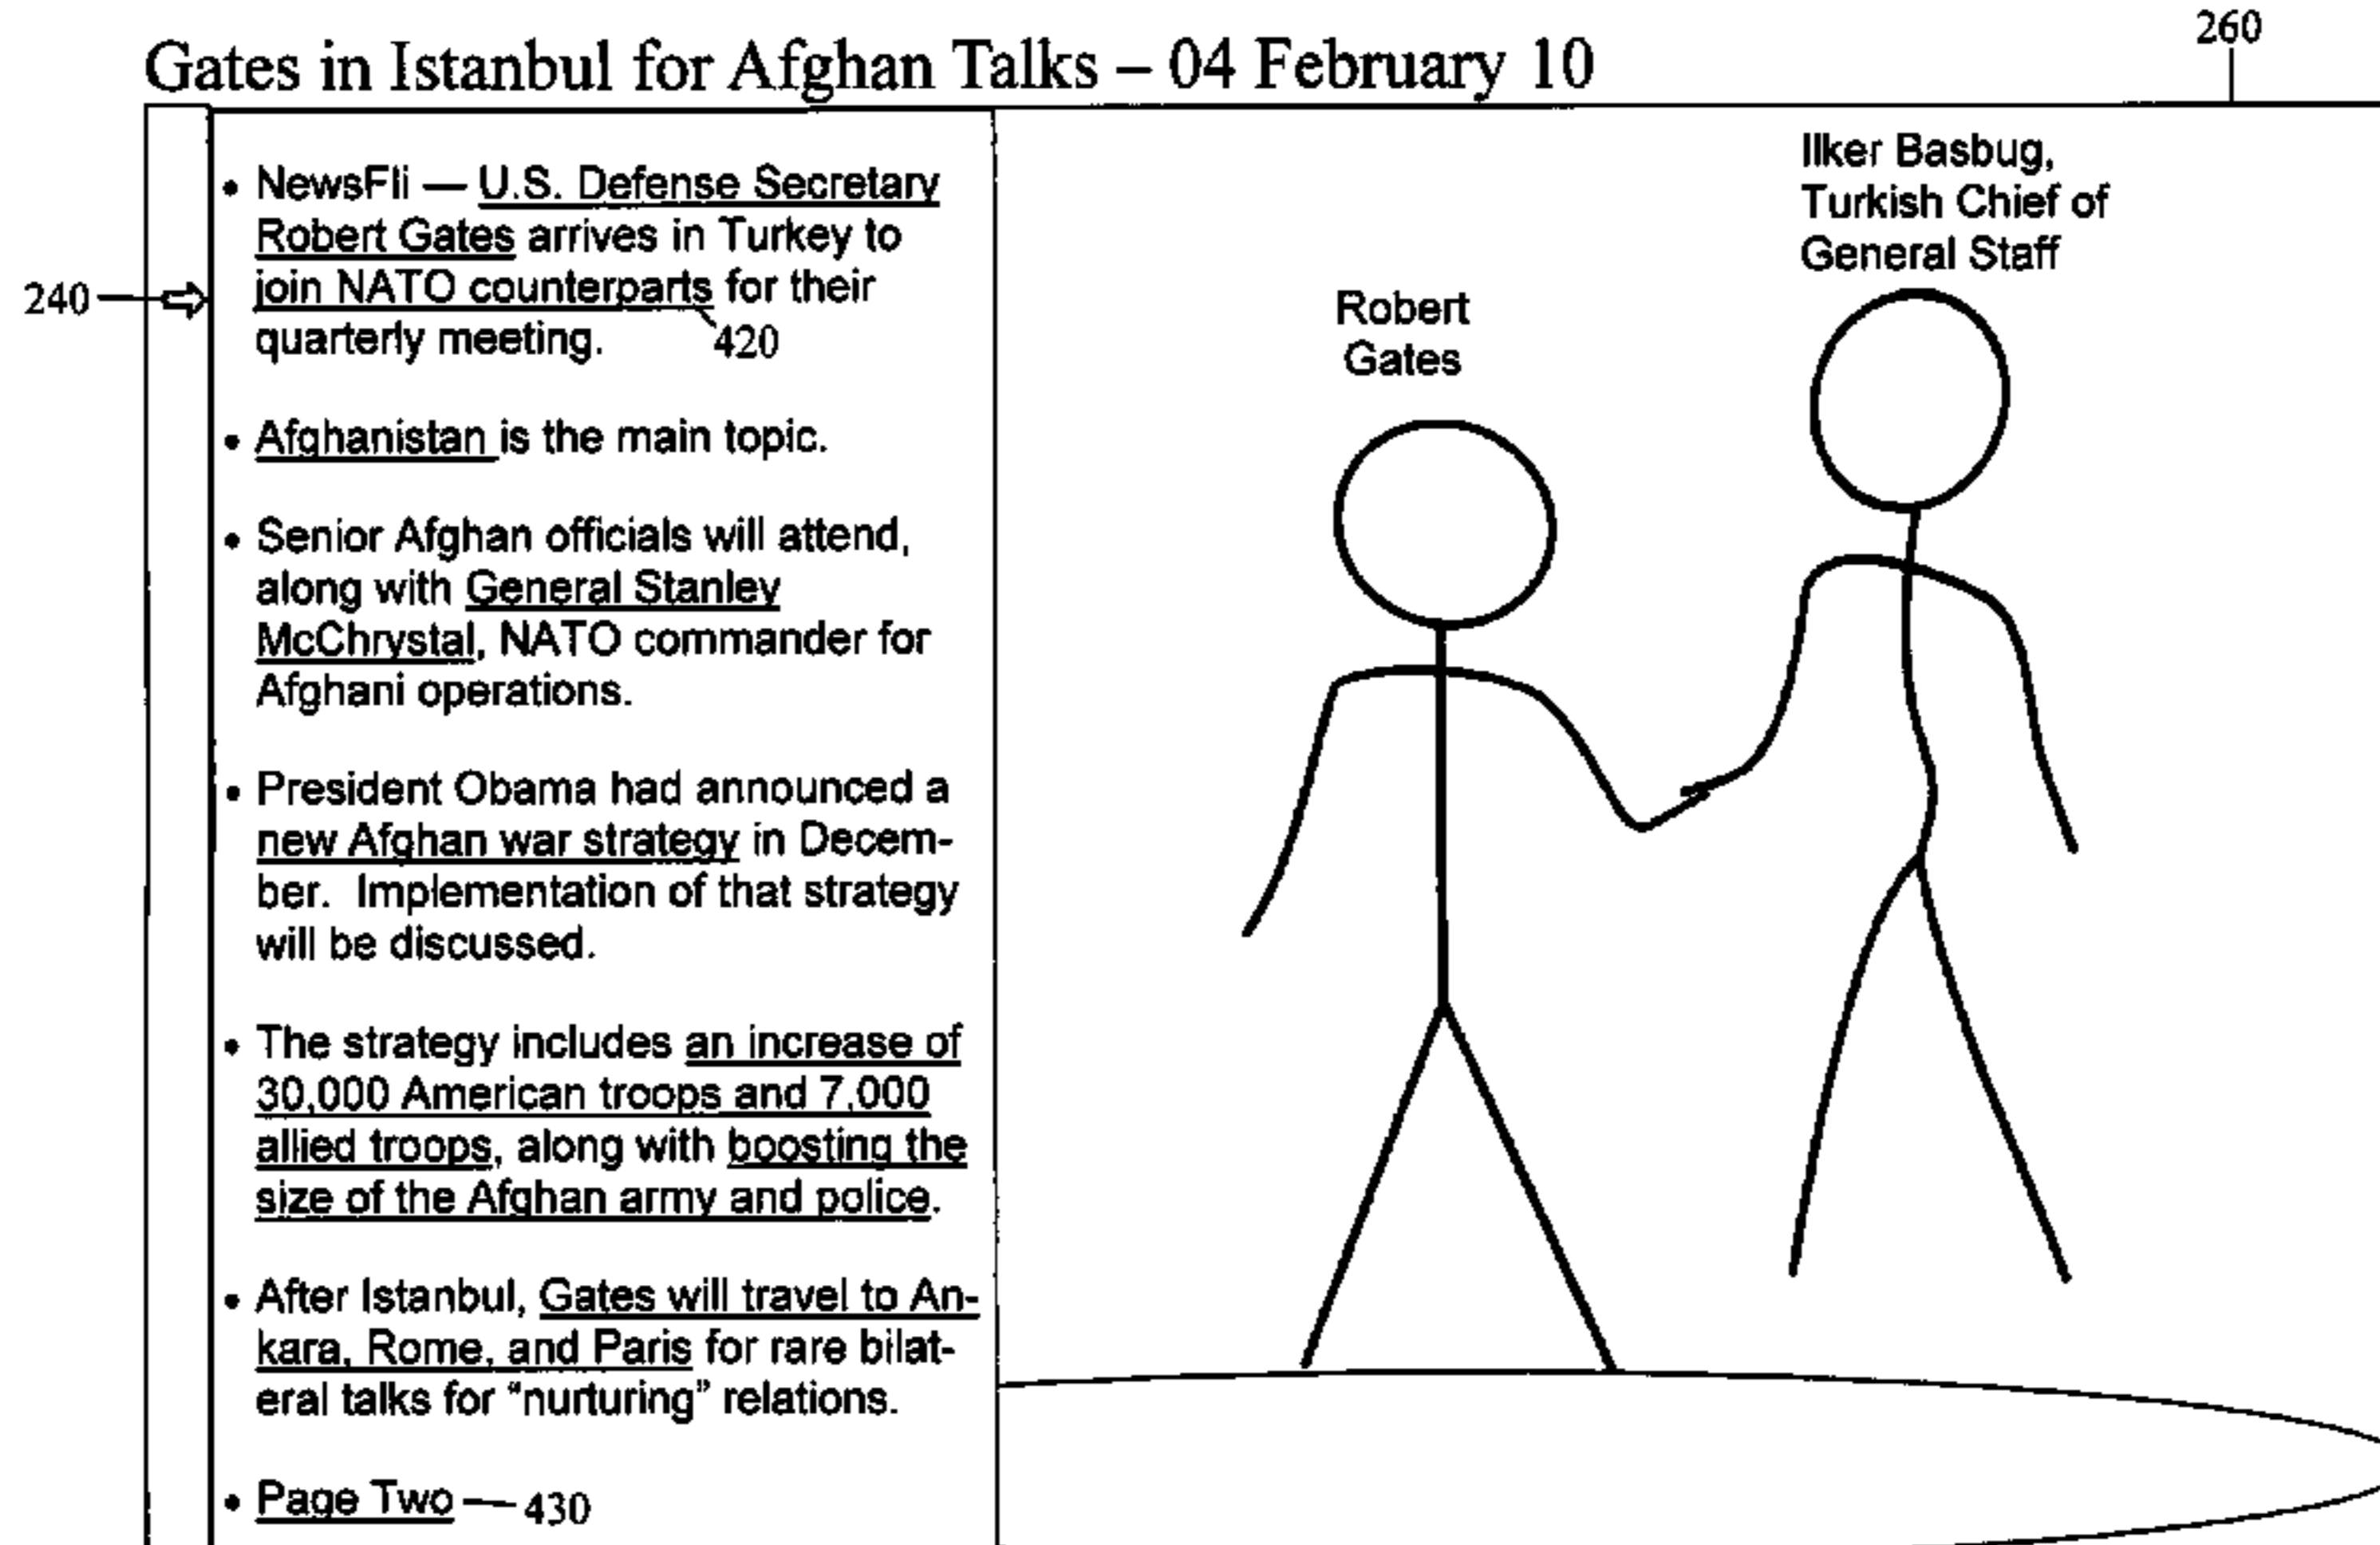 260
Gates in Istanbul for Afghan Talks – 04 February 10
• NewsFli — U.S. Defense Secretary
Robert Gates arrives in Turkey to
240
join NATO counterparts for their
quarterly meeting.
420
• Afghanistan is the main topic.
• Senior Afghan officials will attend,
along with General Stanley
McChrystal, NATO commander for
Afghani operations.
• President Obama had announced a
new Afghan war strategy in Decem-
ber. Implementation of that strategy
will be discussed.
• The strategy includes an increase of
30,000 American troops and 7,000
allied troops, along with boosting the
size of the Afghan army and police.
• After Istanbul, Gates will travel to An-
kara, Rome, and Paris for rare bilat-
eral talks for “nurturing” relations.
• Page Two
430
Robert
Gates
Ilker Basbug,
Turkish Chief of
General Staff